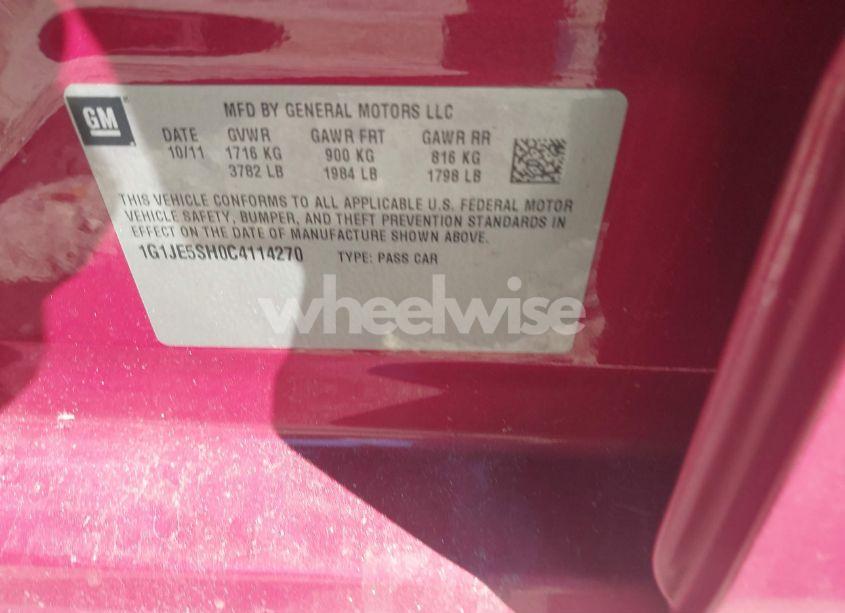 GM
MFD BY GENERAL MOTORS LLC
DATE GVWR GAWR FRT GAWR RR
10/11 1716 KG 900 KG 816 KG
3782 LB 1984 LB 1798 LB
THIS VEHICLE CONFORMS TO ALL APPLICABLE U.S. FEDERAL MOTOR
VEHICLE SAFETY, BUMPER, AND THEFT PREVENTION STANDARDS IN
EFFECT ON THE DATE OF MANUFACTURE SHOWN ABOVE.
1G1JE5SH0C4114270 TYPE: PASS CAR
wheelwise